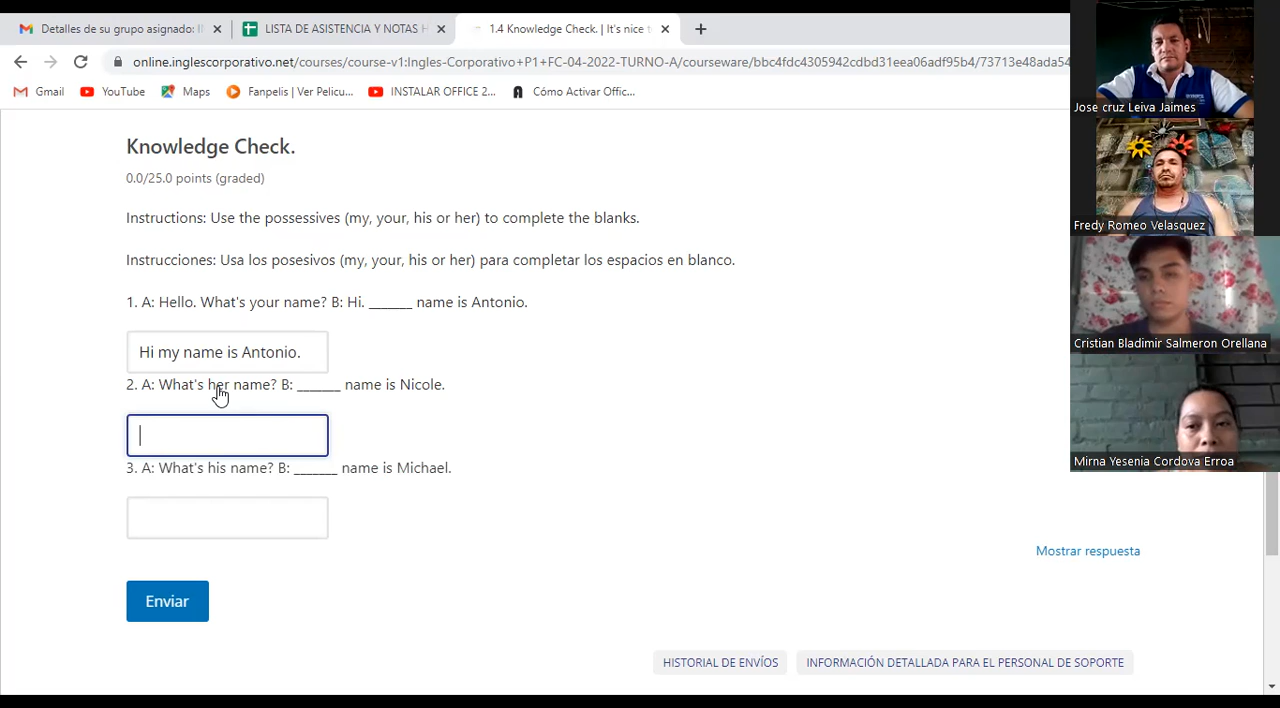 Detalles de su grupo asignado: II
LISTA DE ASISTENCIA Y NOTAS H
1.4 Knowledge Check. | It's nice t
online.inglescorporativo.net/courses/course-v1:Ingles-Corporativo+P1+FC-04-2022-TURNO-A/courseware/bbc4fdc4305942cdbd31eea06adf95b4/73713e48ada54
Gmail
YouTube
Maps
Fanpelis | Ver Pelicu...
INSTALAR OFFICE 2...
Cómo Activar Offic...
Knowledge Check.
0.0/25.0 points (graded)
Instructions: Use the possessives (my, your, his or her) to complete the blanks.
Instrucciones: Usa los posesivos (my, your, his or her) para completar los espacios en blanco.
1. A: Hello. What's your name? B: Hi. _______ name is Antonio.
Hi my name is Antonio.
2. A: What's her name? B: _______ name is Nicole.
3. A: What's his name? B: _______ name is Michael.
Mostrar respuesta
Enviar
HISTORIAL DE ENVÍOS
INFORMACIÓN DETALLADA PARA EL PERSONAL DE SOPORTE
Jose cruz Leiva Jaimes
Fredy Romeo Velasquez
Cristian Bladimir Salmeron Orellana
Mirna Yesenia Cordova Erroa